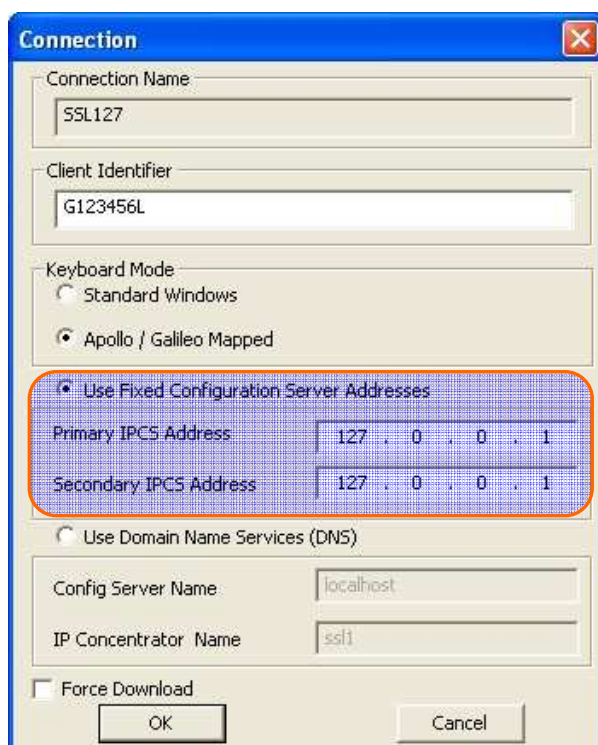 Connection
Connection Name
SSL127
Client Identifier
G123456L
Keyboard Mode
Standard Windows
Apollo / Galileo Mapped
Use Fixed Configuration Server Addresses
Primary IPCS Address 127 . 0 . 0 . 1
Secondary IPCS Address 127 . 0 . 0 . 1
Use Domain Name Services (DNS)
Config Server Name localhost
IP Concentrator Name ssl1
Force Download
OK Cancel